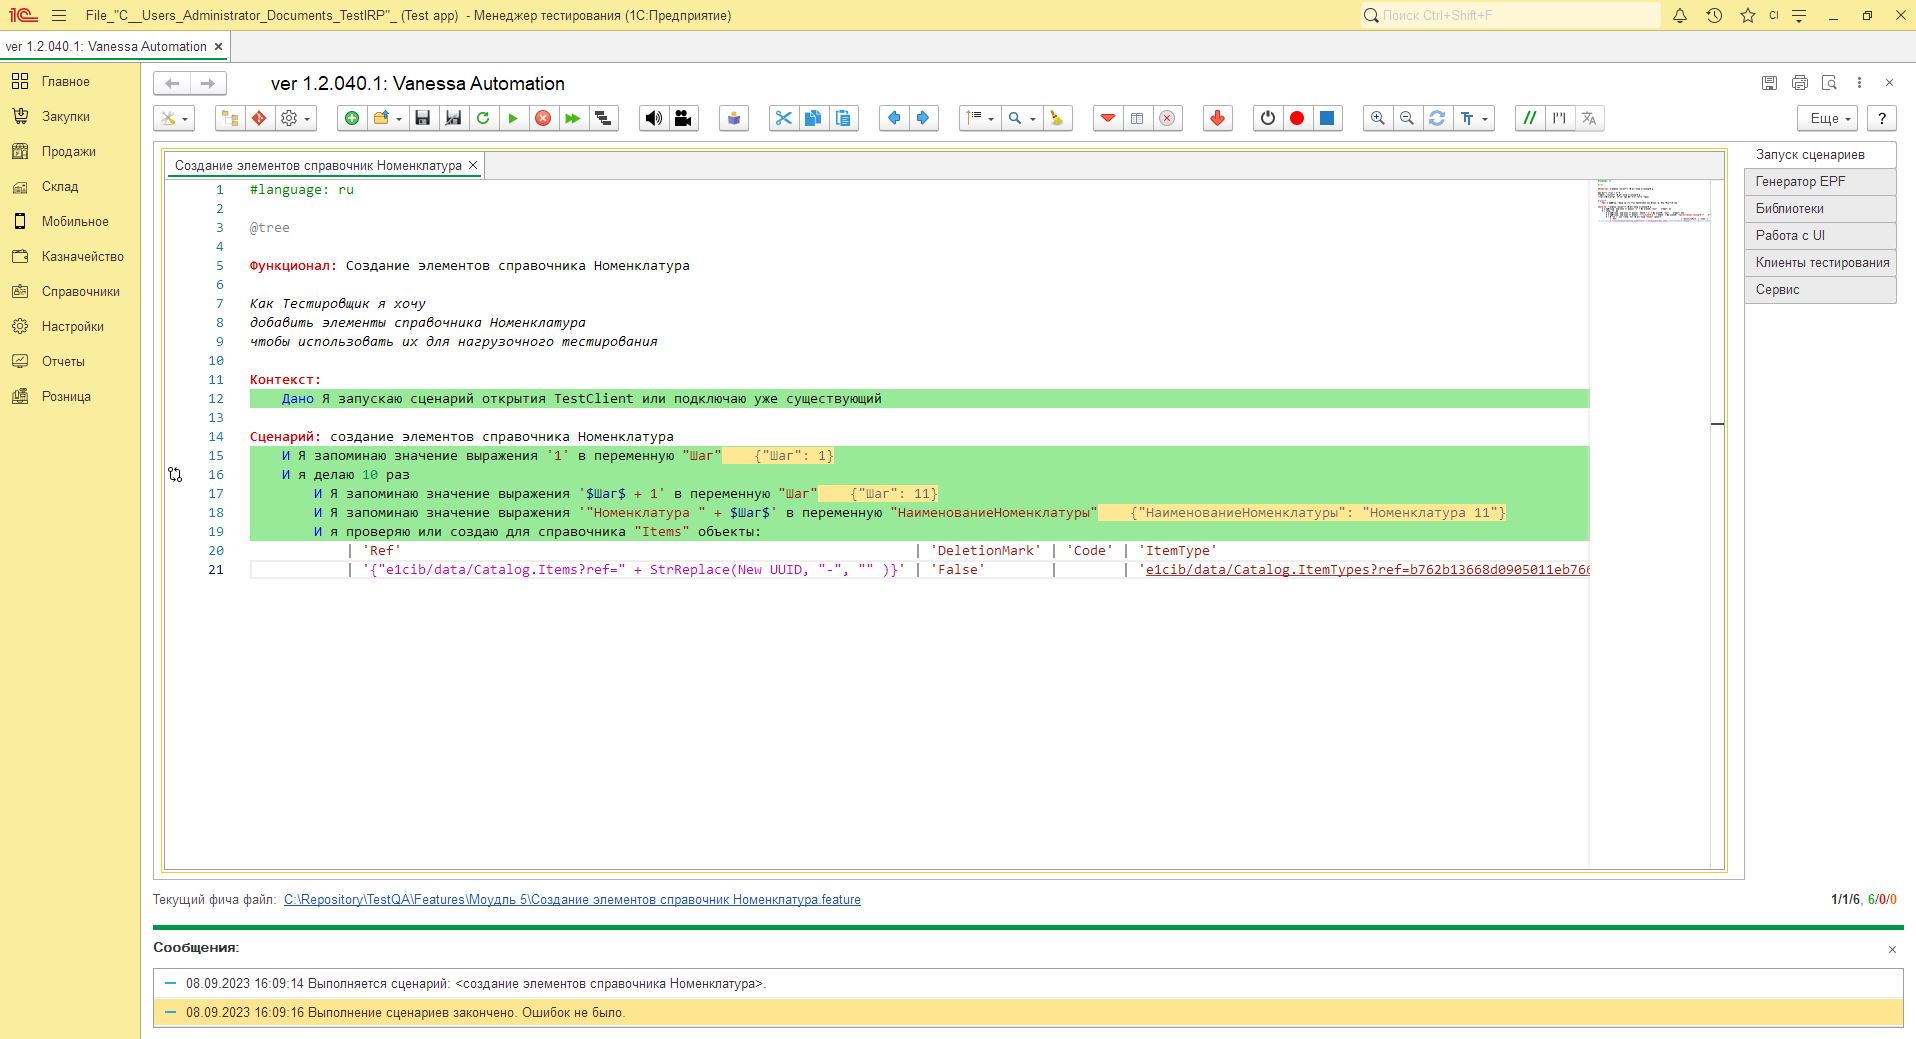 File_"C__Users_Administrator_Documents_TestIRP"_ (Test app) - Менеджер тестирования (1С:Предприятие)
Поиск Ctrl+Shift+F
CI
ver 1.2.040.1: Vanessa Automation
Главное
Закупки
Продажи
Склад
Мобильное
Казначейство
Справочники
Настройки
Отчеты
Розница
ver 1.2.040.1: Vanessa Automation
Еще
?
Создание элементов справочник Номенклатура
1 #language: ru
2
3 @tree
4
5 Функционал: Создание элементов справочника Номенклатура
6
7 Как Тестировщик я хочу
8 добавить элементы справочника Номенклатура
9 чтобы использовать их для нагрузочного тестирования
10
11 Контекст:
12 Дано Я запускаю сценарий открытия TestClient или подключаю уже существующий
13
14 Сценарий: создание элементов справочника Номенклатура
15 И Я запоминаю значение выражения '1' в переменную "Шаг" {"Шаг": 1}
16 И я делаю 10 раз
17 И Я запоминаю значение выражения '$Шаг$ + 1' в переменную "Шаг" {"Шаг": 11}
18 И Я запоминаю значение выражения '"Номенклатура " + $Шаг$' в переменную "НаименованиеНоменклатуры" {"НаименованиеНоменклатуры": "Номенклатура 11"}
19 И я проверяю или создаю для справочника "Items" объекты:
20 | 'Ref' | 'DeletionMark' | 'Code' | 'ItemType'
21 | '{"e1cib/data/Catalog.Items?ref=" + StrReplace(New UUID, "-", "" )}' | 'False' | | 'e1cib/data/Catalog.ItemTypes?ref=b762b13668d0905011eb766
Запуск сценариев
Генератор EPF
Библиотеки
Работа с UI
Клиенты тестирования
Сервис
Текущий фича файл: C:\Repository\TestQA\Features\Моудль 5\Создание элементов справочник Номенклатура.feature
1/1/6, 6/0/0
Сообщения:
08.09.2023 16:09:14 Выполняется сценарий: <создание элементов справочника Номенклатура>.
08.09.2023 16:09:16 Выполнение сценариев закончено. Ошибок не было.